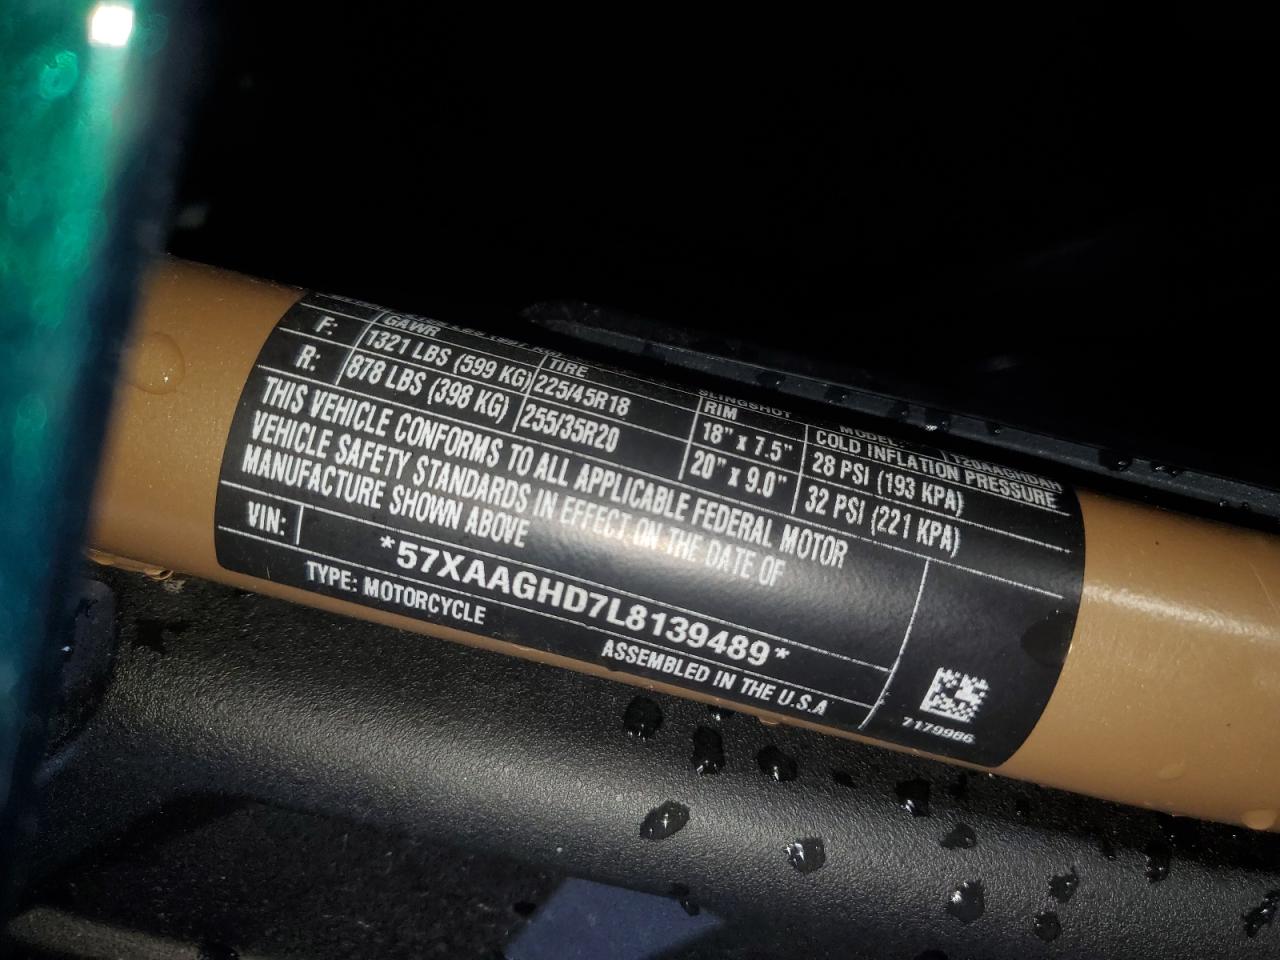 SLINGSHOT MODEL: T20AAGHDAH
GAWR TIRE RIM COLD INFLATION PRESSURE
F: 1321 LBS (599 KG) 225/45R18 18" x 7.5" 28 PSI (193 KPA)
R: 878 LBS (398 KG) 255/35R20 20" x 9.0" 32 PSI (221 KPA)
THIS VEHICLE CONFORMS TO ALL APPLICABLE FEDERAL MOTOR
VEHICLE SAFETY STANDARDS IN EFFECT ON THE DATE OF
MANUFACTURE SHOWN ABOVE
VIN: *57XAAGHD7L8139489*
TYPE: MOTORCYCLE ASSEMBLED IN THE U.S.A
7179986